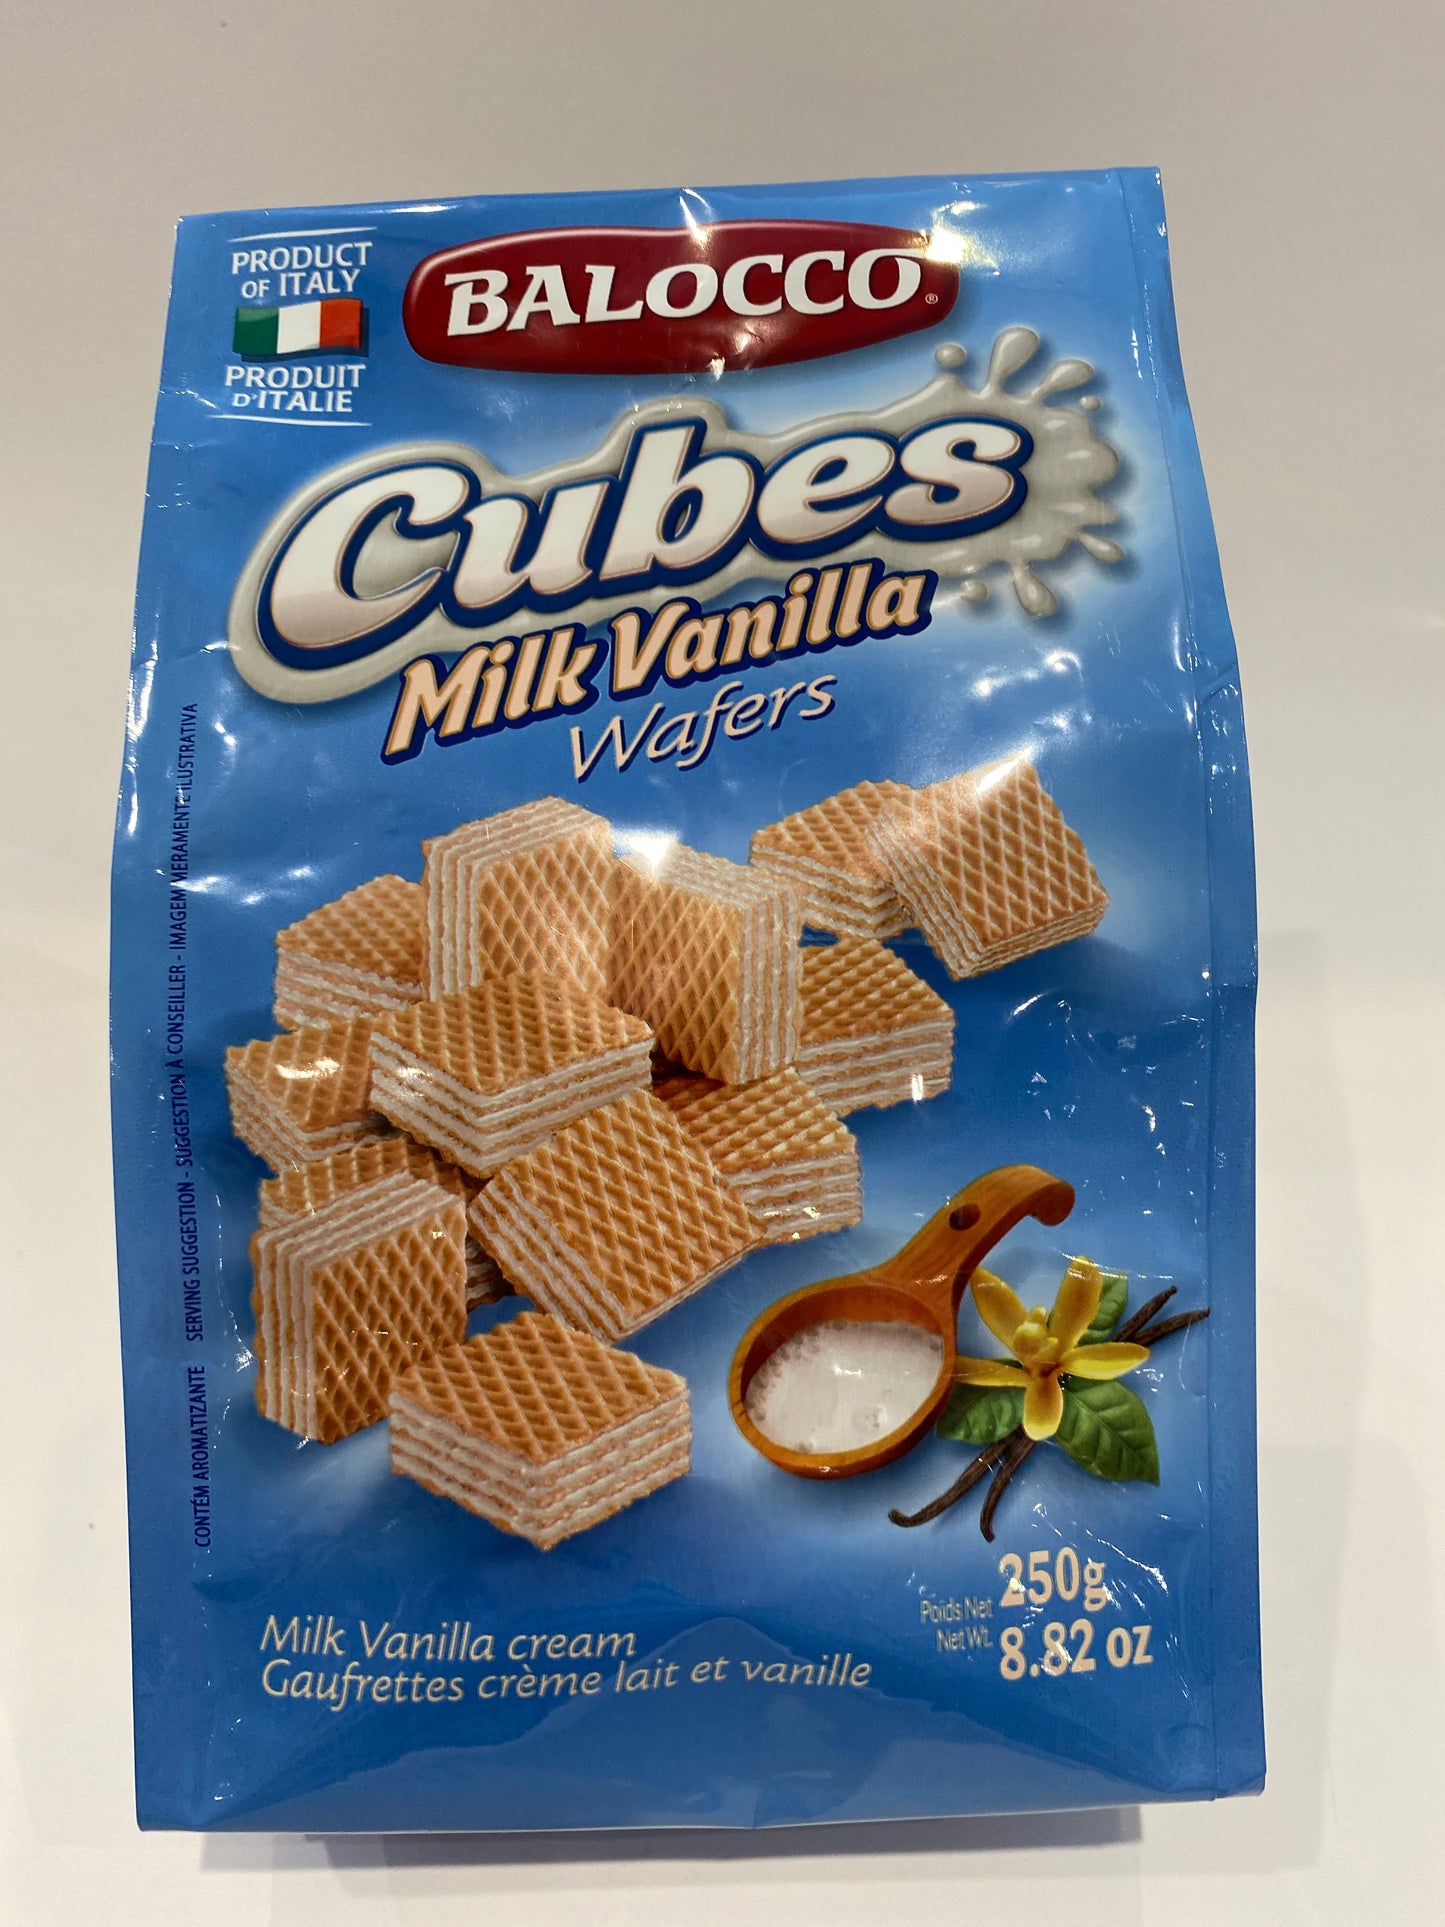 PRODUCT
OF ITALY
PRODUIT
D'ITALIE
BALOCCO®
Cubes
Milk Vanilla
Wafers
CONTÉM AROMATIZANTE SERVING SUGGESTION - SUGGESTION À CONSEILLER - IMAGEM MERAMENTE ILUSTRATIVA
Milk Vanilla cream
Gaufrettes crème lait et vanille
Poids Net 250g
Net Wt. 8.82 oz